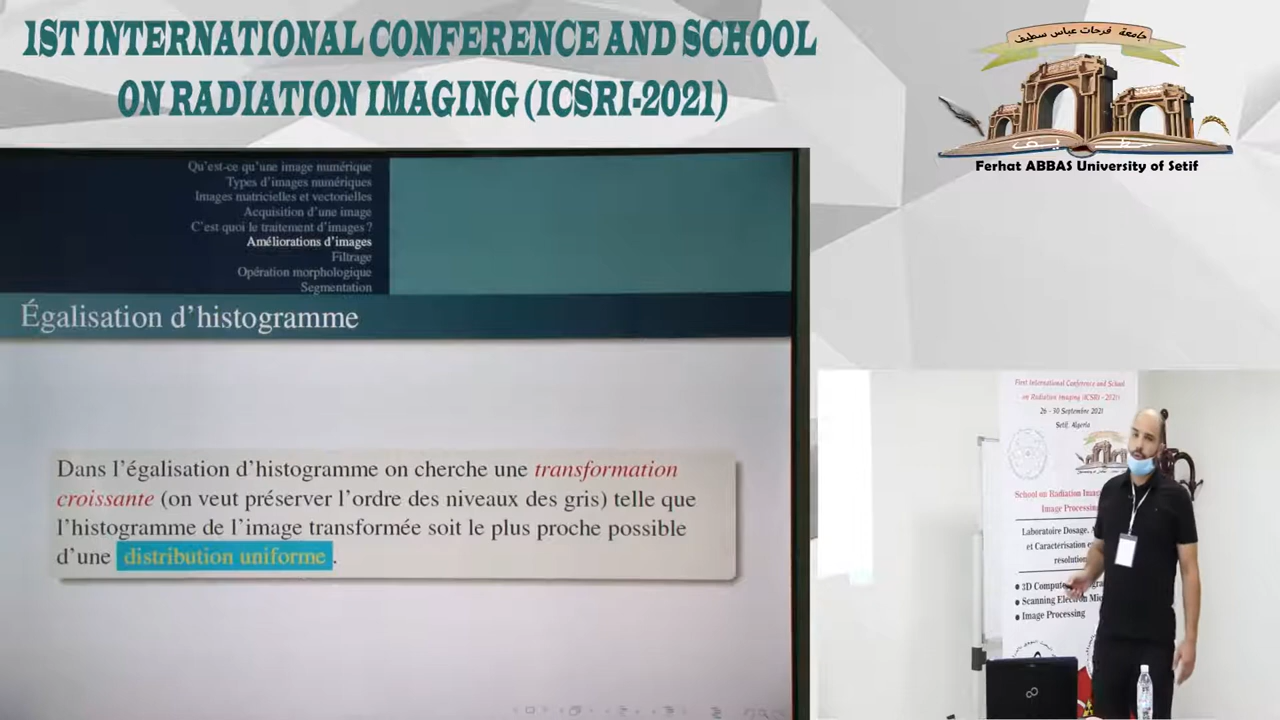 1ST INTERNATIONAL CONFERENCE AND SCHOOL
ON RADIATION IMAGING (ICSRI-2021)
جامعة فرحات عباس سطيف
Ferhat ABBAS University of Setif
Qu'est-ce qu'une image numérique
Types d'images numériques
Images matricielles et vectorielles
Acquisition d'une image
C'est quoi le traitement d'images ?
Améliorations d'images
Filtrage
Opération morphologique
Segmentation
Égalisation d'histogramme
Dans l'égalisation d'histogramme on cherche une transformation
croissante (on veut préserver l'ordre des niveaux des gris) telle que
l'histogramme de l'image transformée soit le plus proche possible
d'une distribution uniforme.
First International Conference and School
on Radiation Imaging (ICSRI - 2021)
26 - 30 Septembre 2021
Setif, Algeria
School on Radiation
Image Processing
Laboratoire Dosage,
et Caractérisation
• 3D
• Scanning Electron
• Image Processing